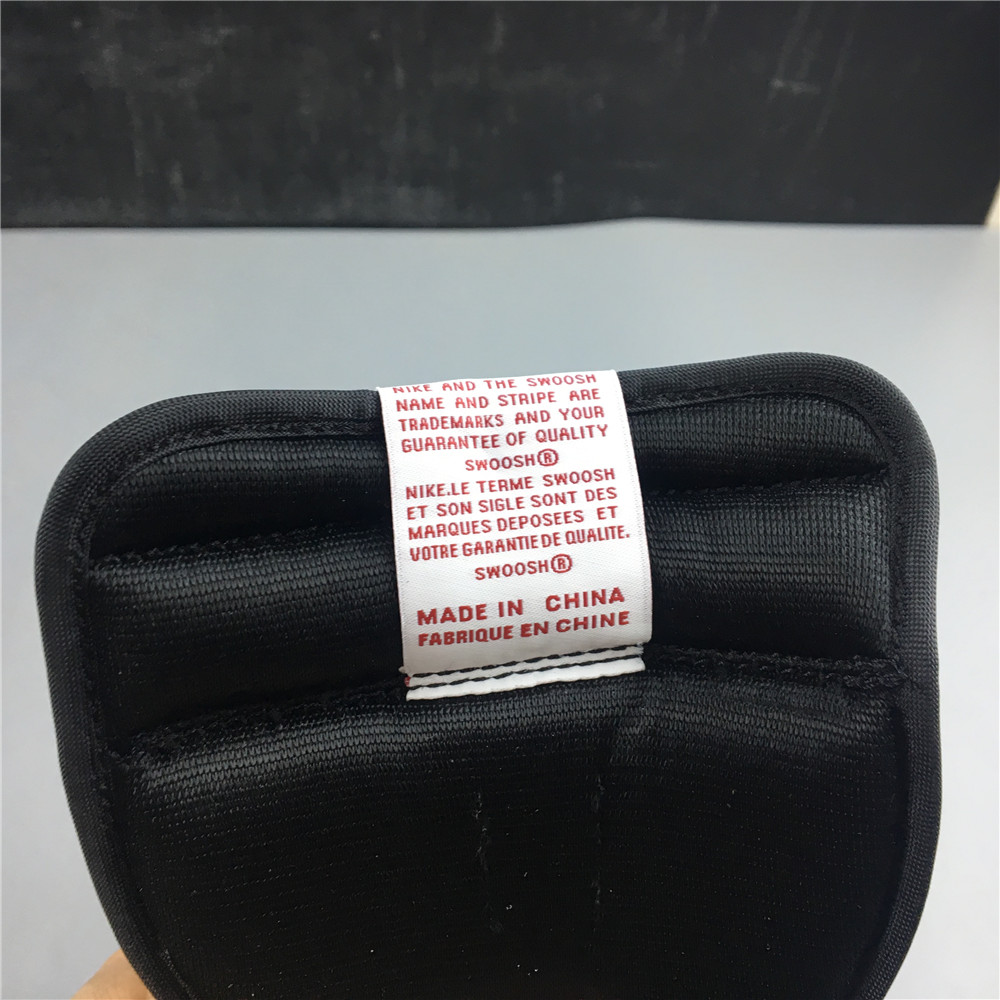 NIKE AND THE SWOOSH
NAME AND STRIPE ARE
TRADEMARKS AND YOUR
GUARANTEE OF QUALITY
SWOOSH®
NIKE.LE TERME SWOOSH
ET SON SIGLE SONT DES
MARQUES DEPOSEES ET
VOTRE GARANTIE DE QUALITE.
SWOOSH®
MADE IN CHINA
FABRIQUE EN CHINE